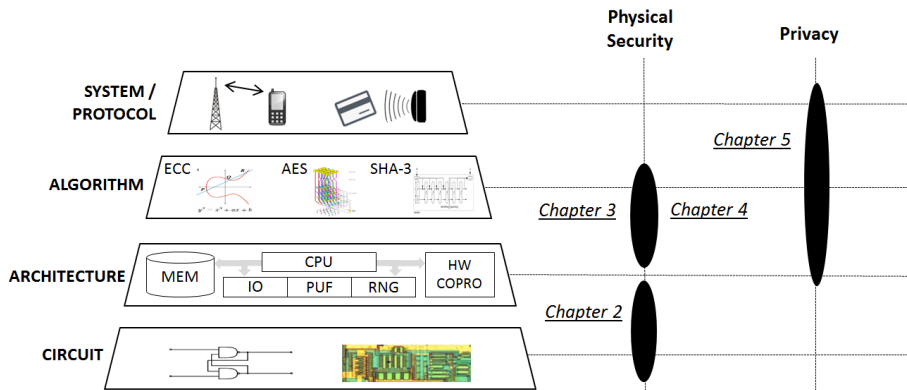 Physical
Security
Privacy
SYSTEM /
PROTOCOL
Chapter 5
ECC
AES
SHA-3
ALGORITHM
Chapter 3
Chapter 4
CPU
MEM
HW
COPRO
ARCHITECTURE
IO
PUF
RNG
Chapter 2
CIRCUIT